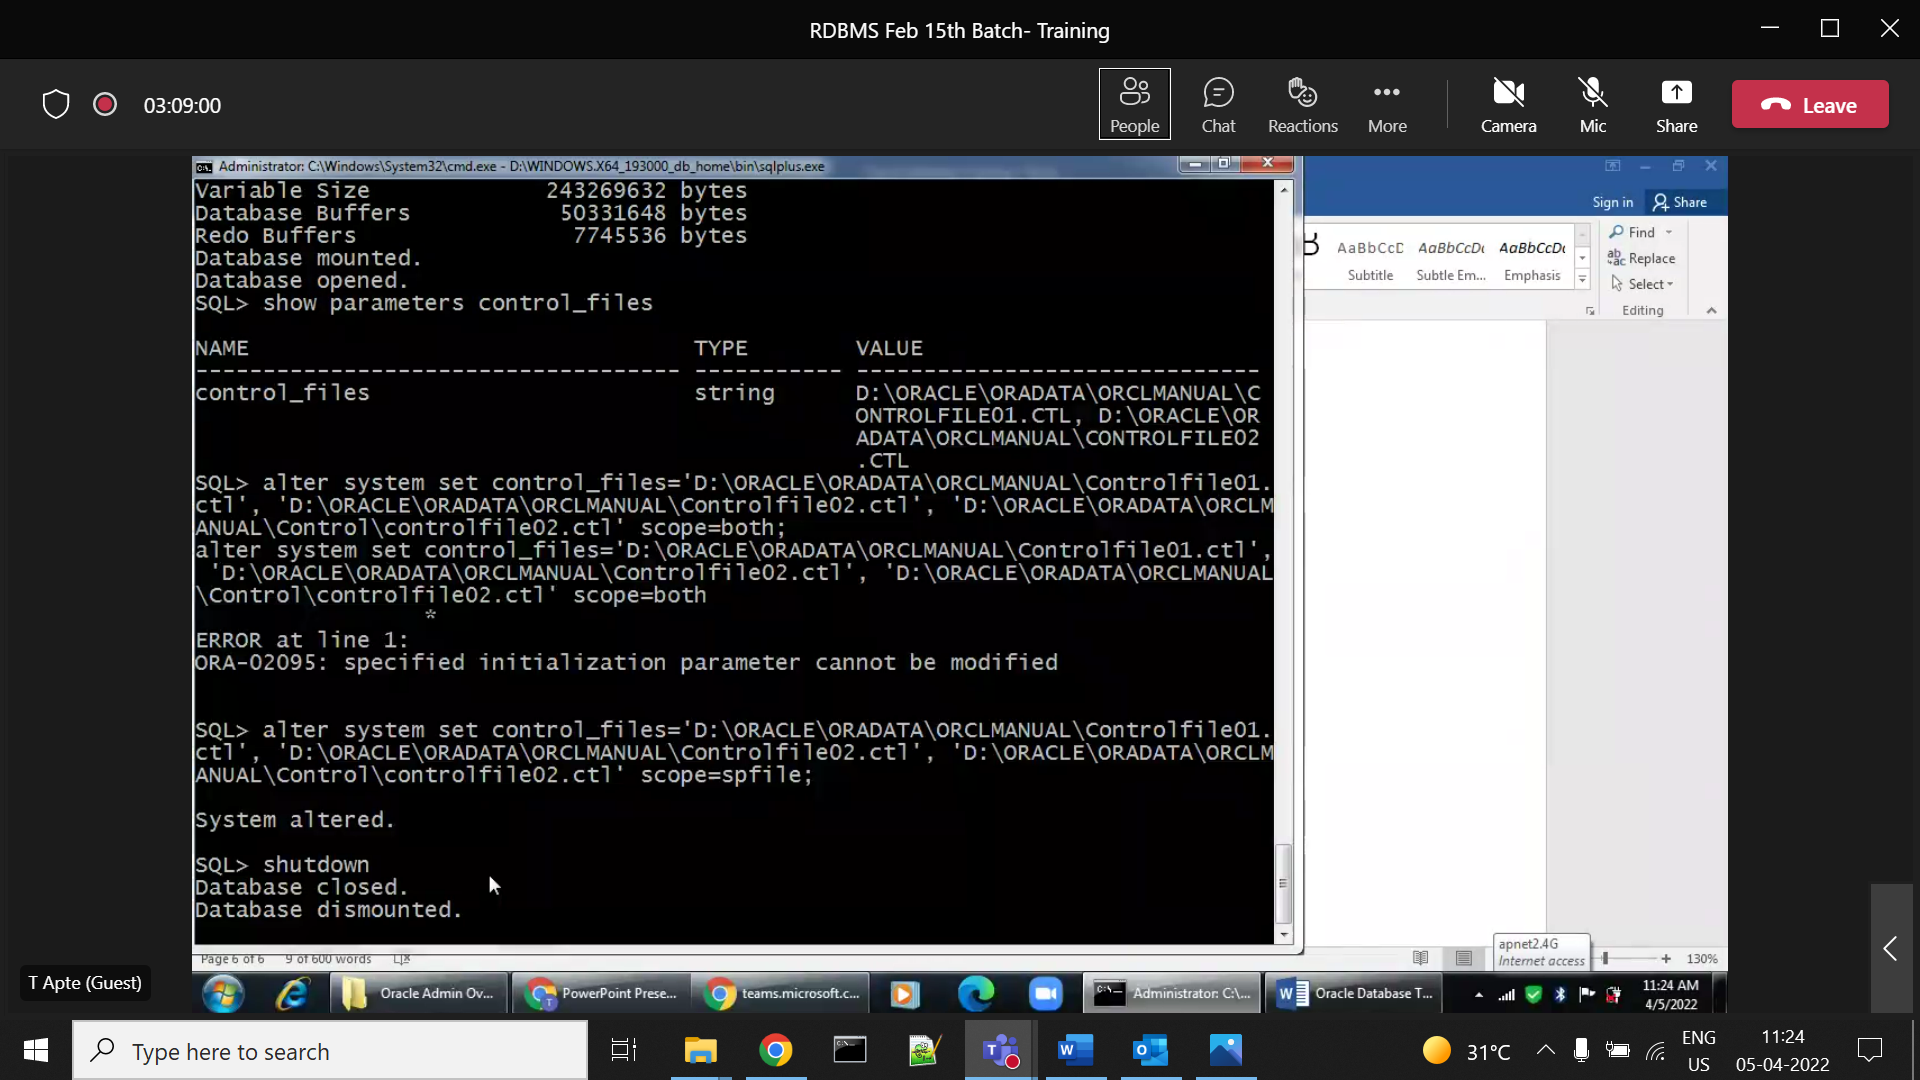 RDBMS Feb 15th Batch- Training
03:09:00
People
Chat
Reactions
More
Camera
Mic
Share
Leave
Administrator: C:\Windows\System32\cmd.exe - D:\WINDOWS.X64_193000_db_home\bin\sqlplus.exe
Variable Size 243269632 bytes
Database Buffers 50331648 bytes
Redo Buffers 7745536 bytes
Database mounted.
Database opened.
SQL> show parameters control_files
NAME TYPE VALUE
------------------------------------ ----------- ------------------------------
control_files string D:\ORACLE\ORADATA\ORCLMANUAL\C
ONTROLFILE01.CTL, D:\ORACLE\OR
ADATA\ORCLMANUAL\CONTROLFILE02
.CTL
SQL> alter system set control_files='D:\ORACLE\ORADATA\ORCLMANUAL\Controlfile01.
ctl', 'D:\ORACLE\ORADATA\ORCLMANUAL\Controlfile02.ctl', 'D:\ORACLE\ORADATA\ORCLM
ANUAL\Control\controlfile02.ctl' scope=both;
alter system set control_files='D:\ORACLE\ORADATA\ORCLMANUAL\Controlfile01.ctl',
'D:\ORACLE\ORADATA\ORCLMANUAL\Controlfile02.ctl', 'D:\ORACLE\ORADATA\ORCLMANUAL
\Control\controlfile02.ctl' scope=both
*
ERROR at line 1:
ORA-02095: specified initialization parameter cannot be modified
SQL> alter system set control_files='D:\ORACLE\ORADATA\ORCLMANUAL\Controlfile01.
ctl', 'D:\ORACLE\ORADATA\ORCLMANUAL\Controlfile02.ctl', 'D:\ORACLE\ORADATA\ORCLM
ANUAL\Control\controlfile02.ctl' scope=spfile;
System altered.
SQL> shutdown
Database closed.
Database dismounted.
Sign in
Share
AaBbCcD
AaBbCcDc
AaBbCcDc
Subtitle
Subtle Em...
Emphasis
Find
Replace
Select
Editing
Page 6 of 6
9 of 600 words
apnet2.4G
Internet access
130%
T Apte (Guest)
Oracle Admin Ov...
PowerPoint Prese...
teams.microsoft.c...
Administrator: C:\...
Oracle Database T...
11:24 AM
4/5/2022
Type here to search
31°C
ENG
US
11:24
05-04-2022